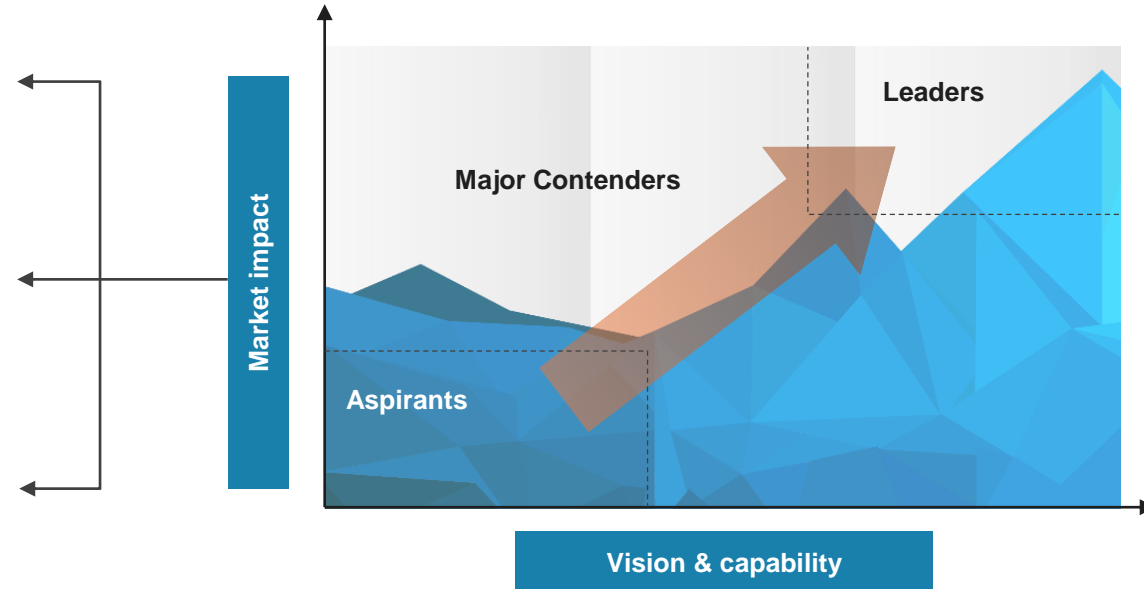 Leaders
Major Contenders
Market impact
Aspirants
Vision & capability